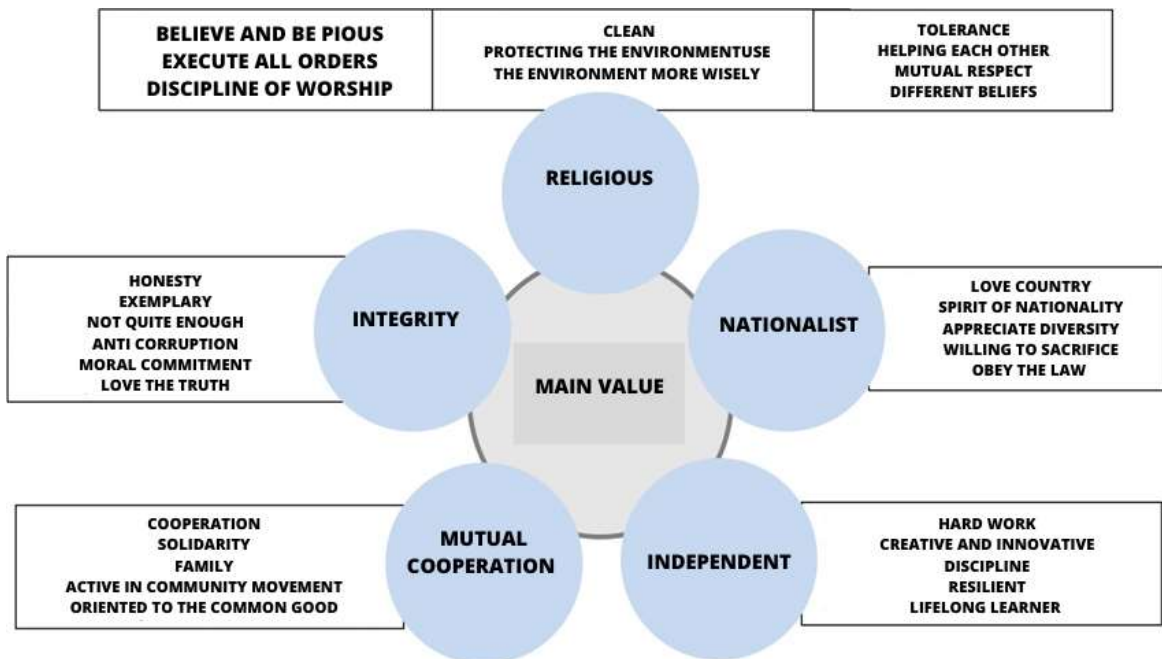 BELIEVE AND BE PIOUS
EXECUTE ALL ORDERS
DISCIPLINE OF WORSHIP
CLEAN
PROTECTING THE ENVIRONMENTUSE
THE ENVIRONMENT MORE WISELY
TOLERANCE
HELPING EACH OTHER
MUTUAL RESPECT
DIFFERENT BELIEFS
RELIGIOUS
HONESTY
EXEMPLARY
NOT QUITE ENOUGH
ANTI CORRUPTION
MORAL COMMITMENT
LOVE THE TRUTH
INTEGRITY
NATIONALIST
LOVE COUNTRY
SPIRIT OF NATIONALITY
APPRECIATE DIVERSITY
WILLING TO SACRIFICE
OBEY THE LAW
MAIN VALUE
COOPERATION
SOLIDARITY
FAMILY
ACTIVE IN COMMUNITY MOVEMENT
ORIENTED TO THE COMMON GOOD
MUTUAL
COOPERATION
INDEPENDENT
HARD WORK
CREATIVE AND INNOVATIVE
DISCIPLINE
RESILIENT
LIFELONG LEARNER